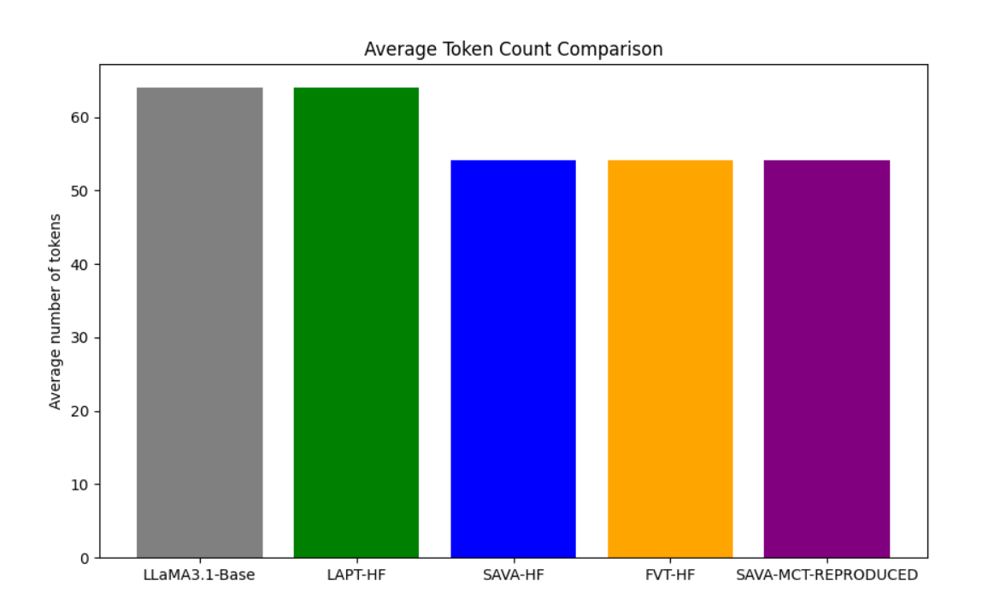 Average Token Count Comparison
Average number of tokens
60
50
40
30
20
10
0
LLaMA3.1-Base LAPT-HF SAVA-HF FVT-HF SAVA-MCT-REPRODUCED